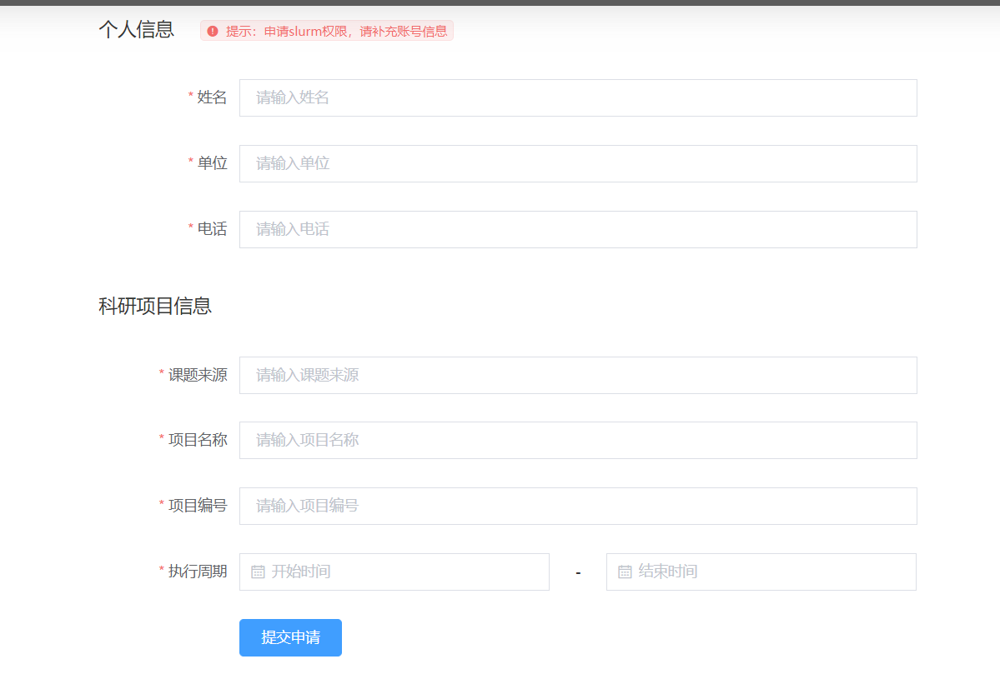 个人信息 提示：申请slurm权限，请补充账号信息
* 姓名 请输入姓名
* 单位 请输入单位
* 电话 请输入电话
科研项目信息
* 课题来源 请输入课题来源
* 项目名称 请输入项目名称
* 项目编号 请输入项目编号
* 执行周期 开始时间 - 结束时间
提交申请